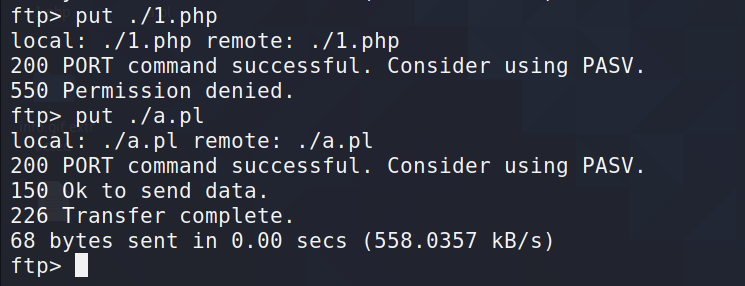 ftp> put ./1.php
local: ./1.php remote: ./1.php
200 PORT command successful. Consider using PASV.
550 Permission denied.
ftp> put ./a.pl
local: ./a.pl remote: ./a.pl
200 PORT command successful. Consider using PASV.
150 Ok to send data.
226 Transfer complete.
68 bytes sent in 0.00 secs (558.0357 kB/s)
ftp>